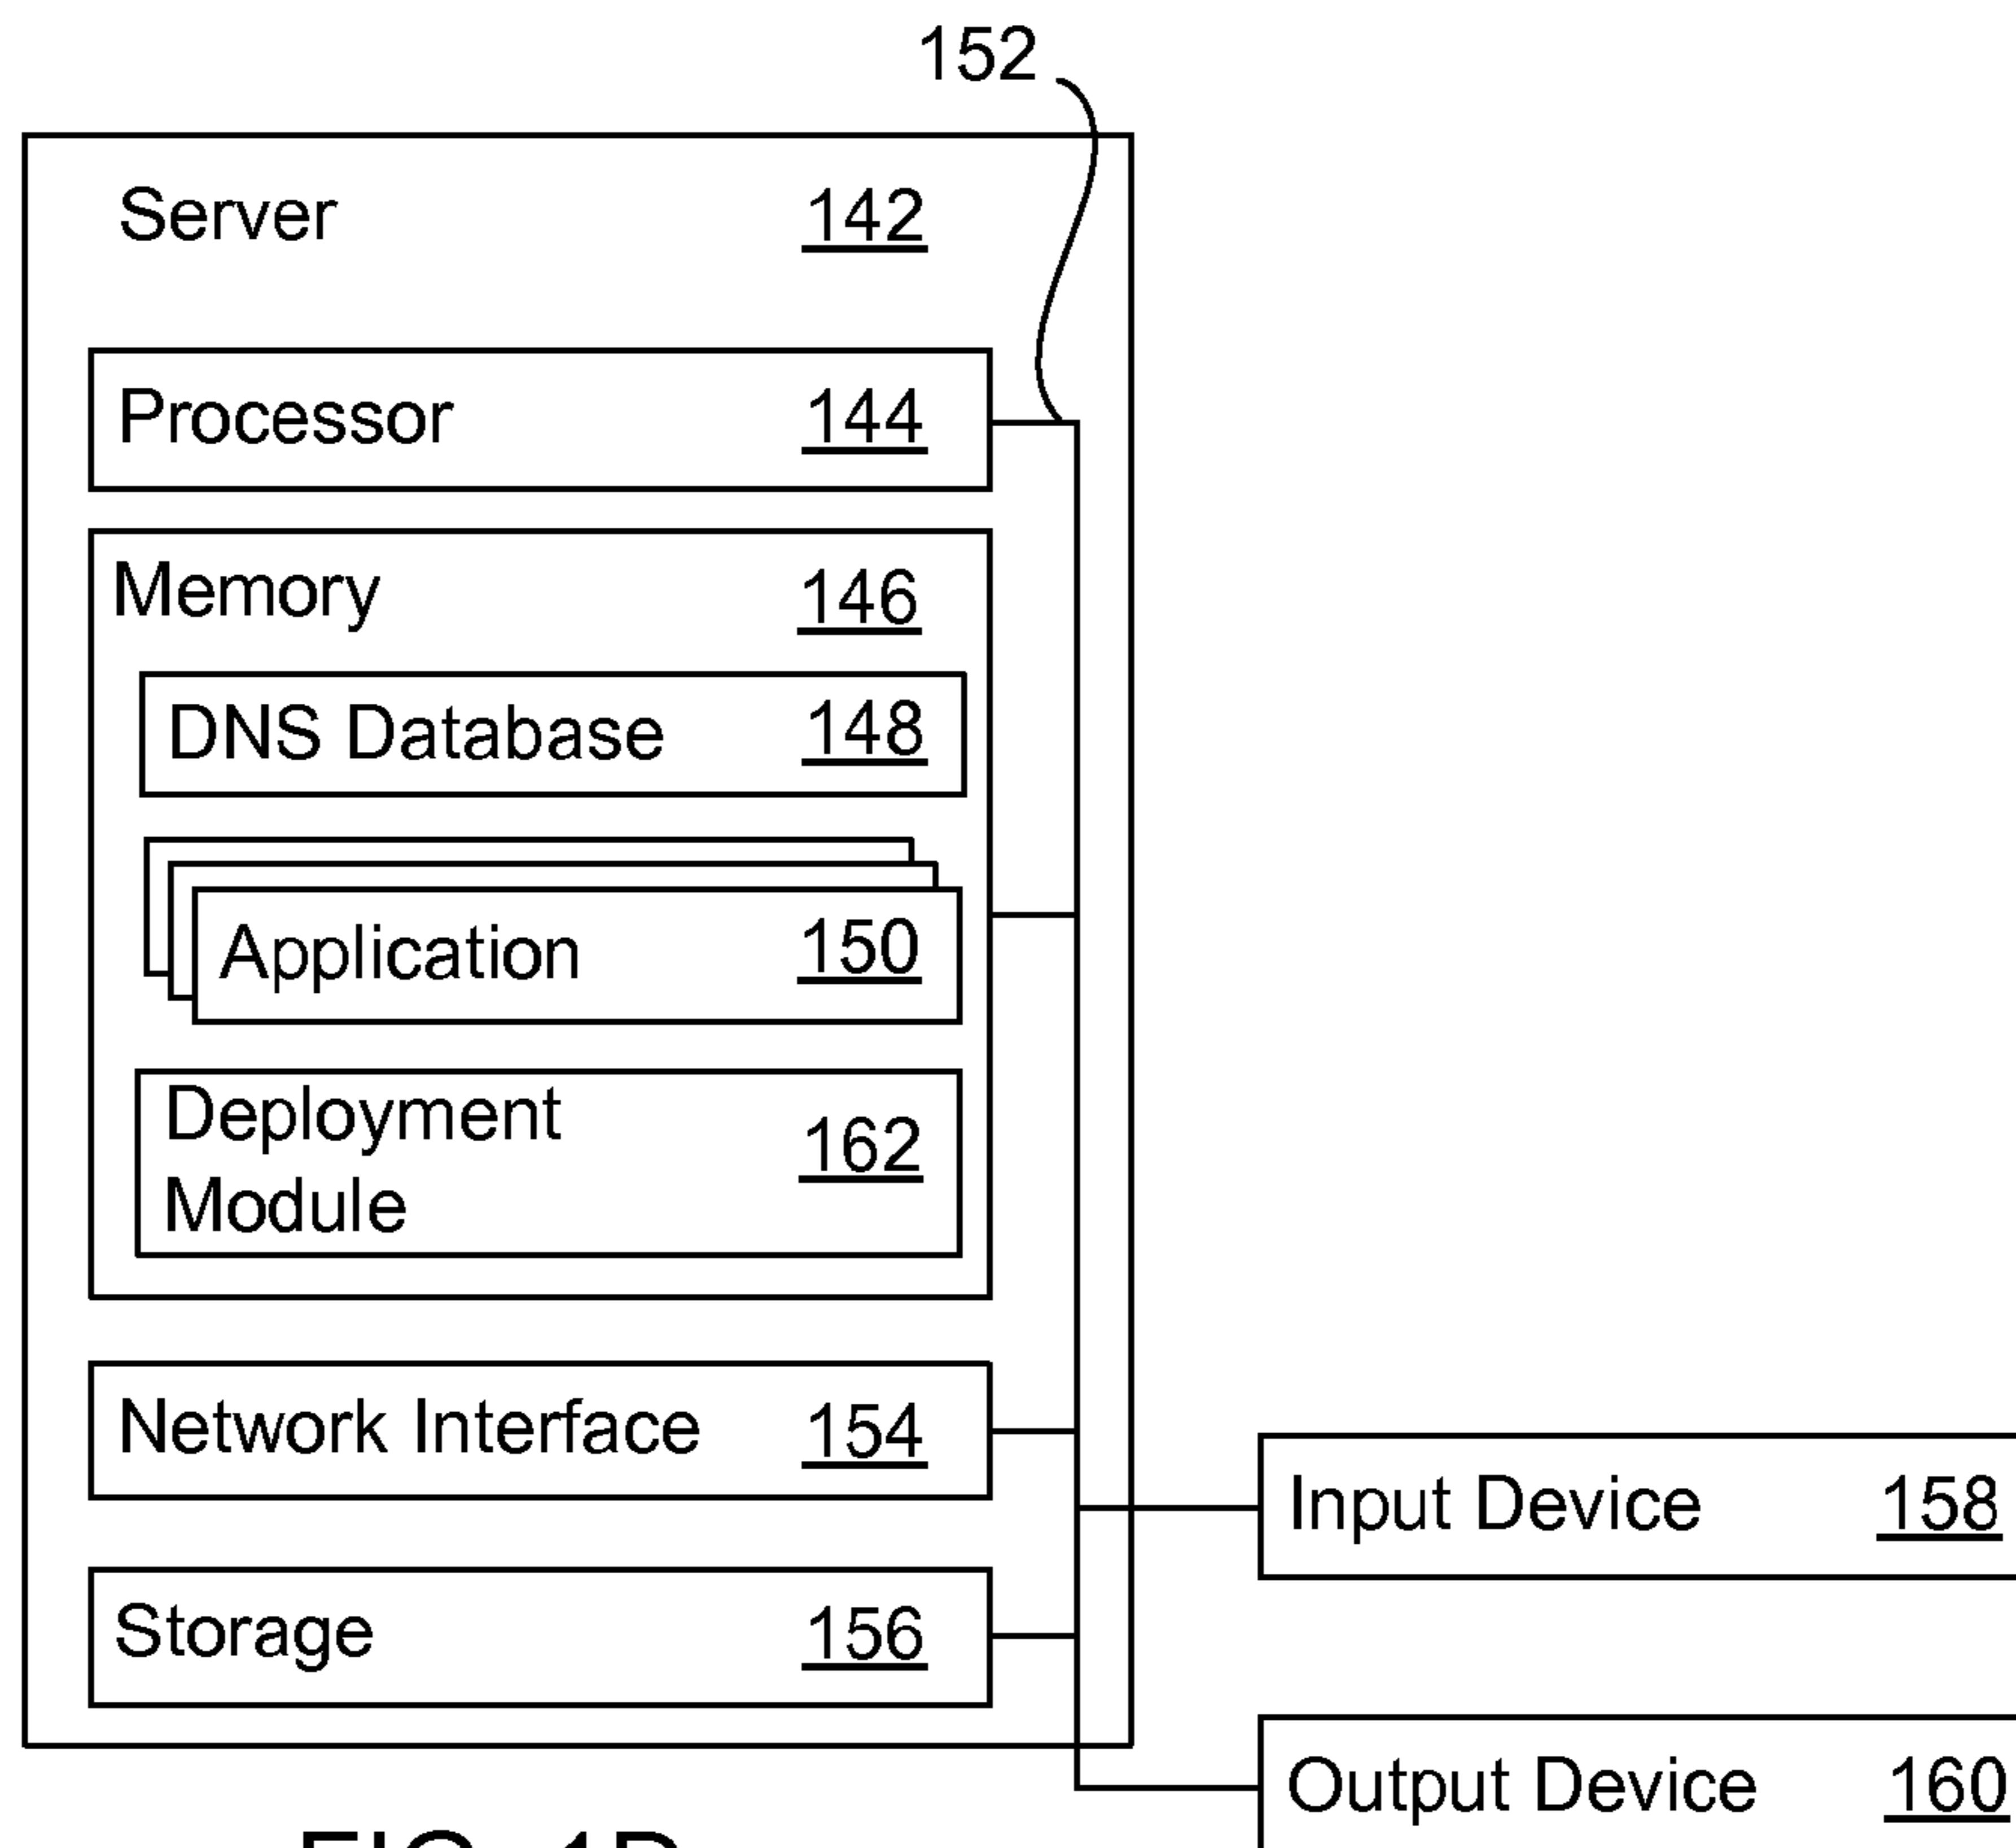 152
Server 142
Processor 144
Memory 146
DNS Database 148
Application 150
Deployment
Module 162
Network Interface 154
Input Device 158
Storage 156
Output Device 160